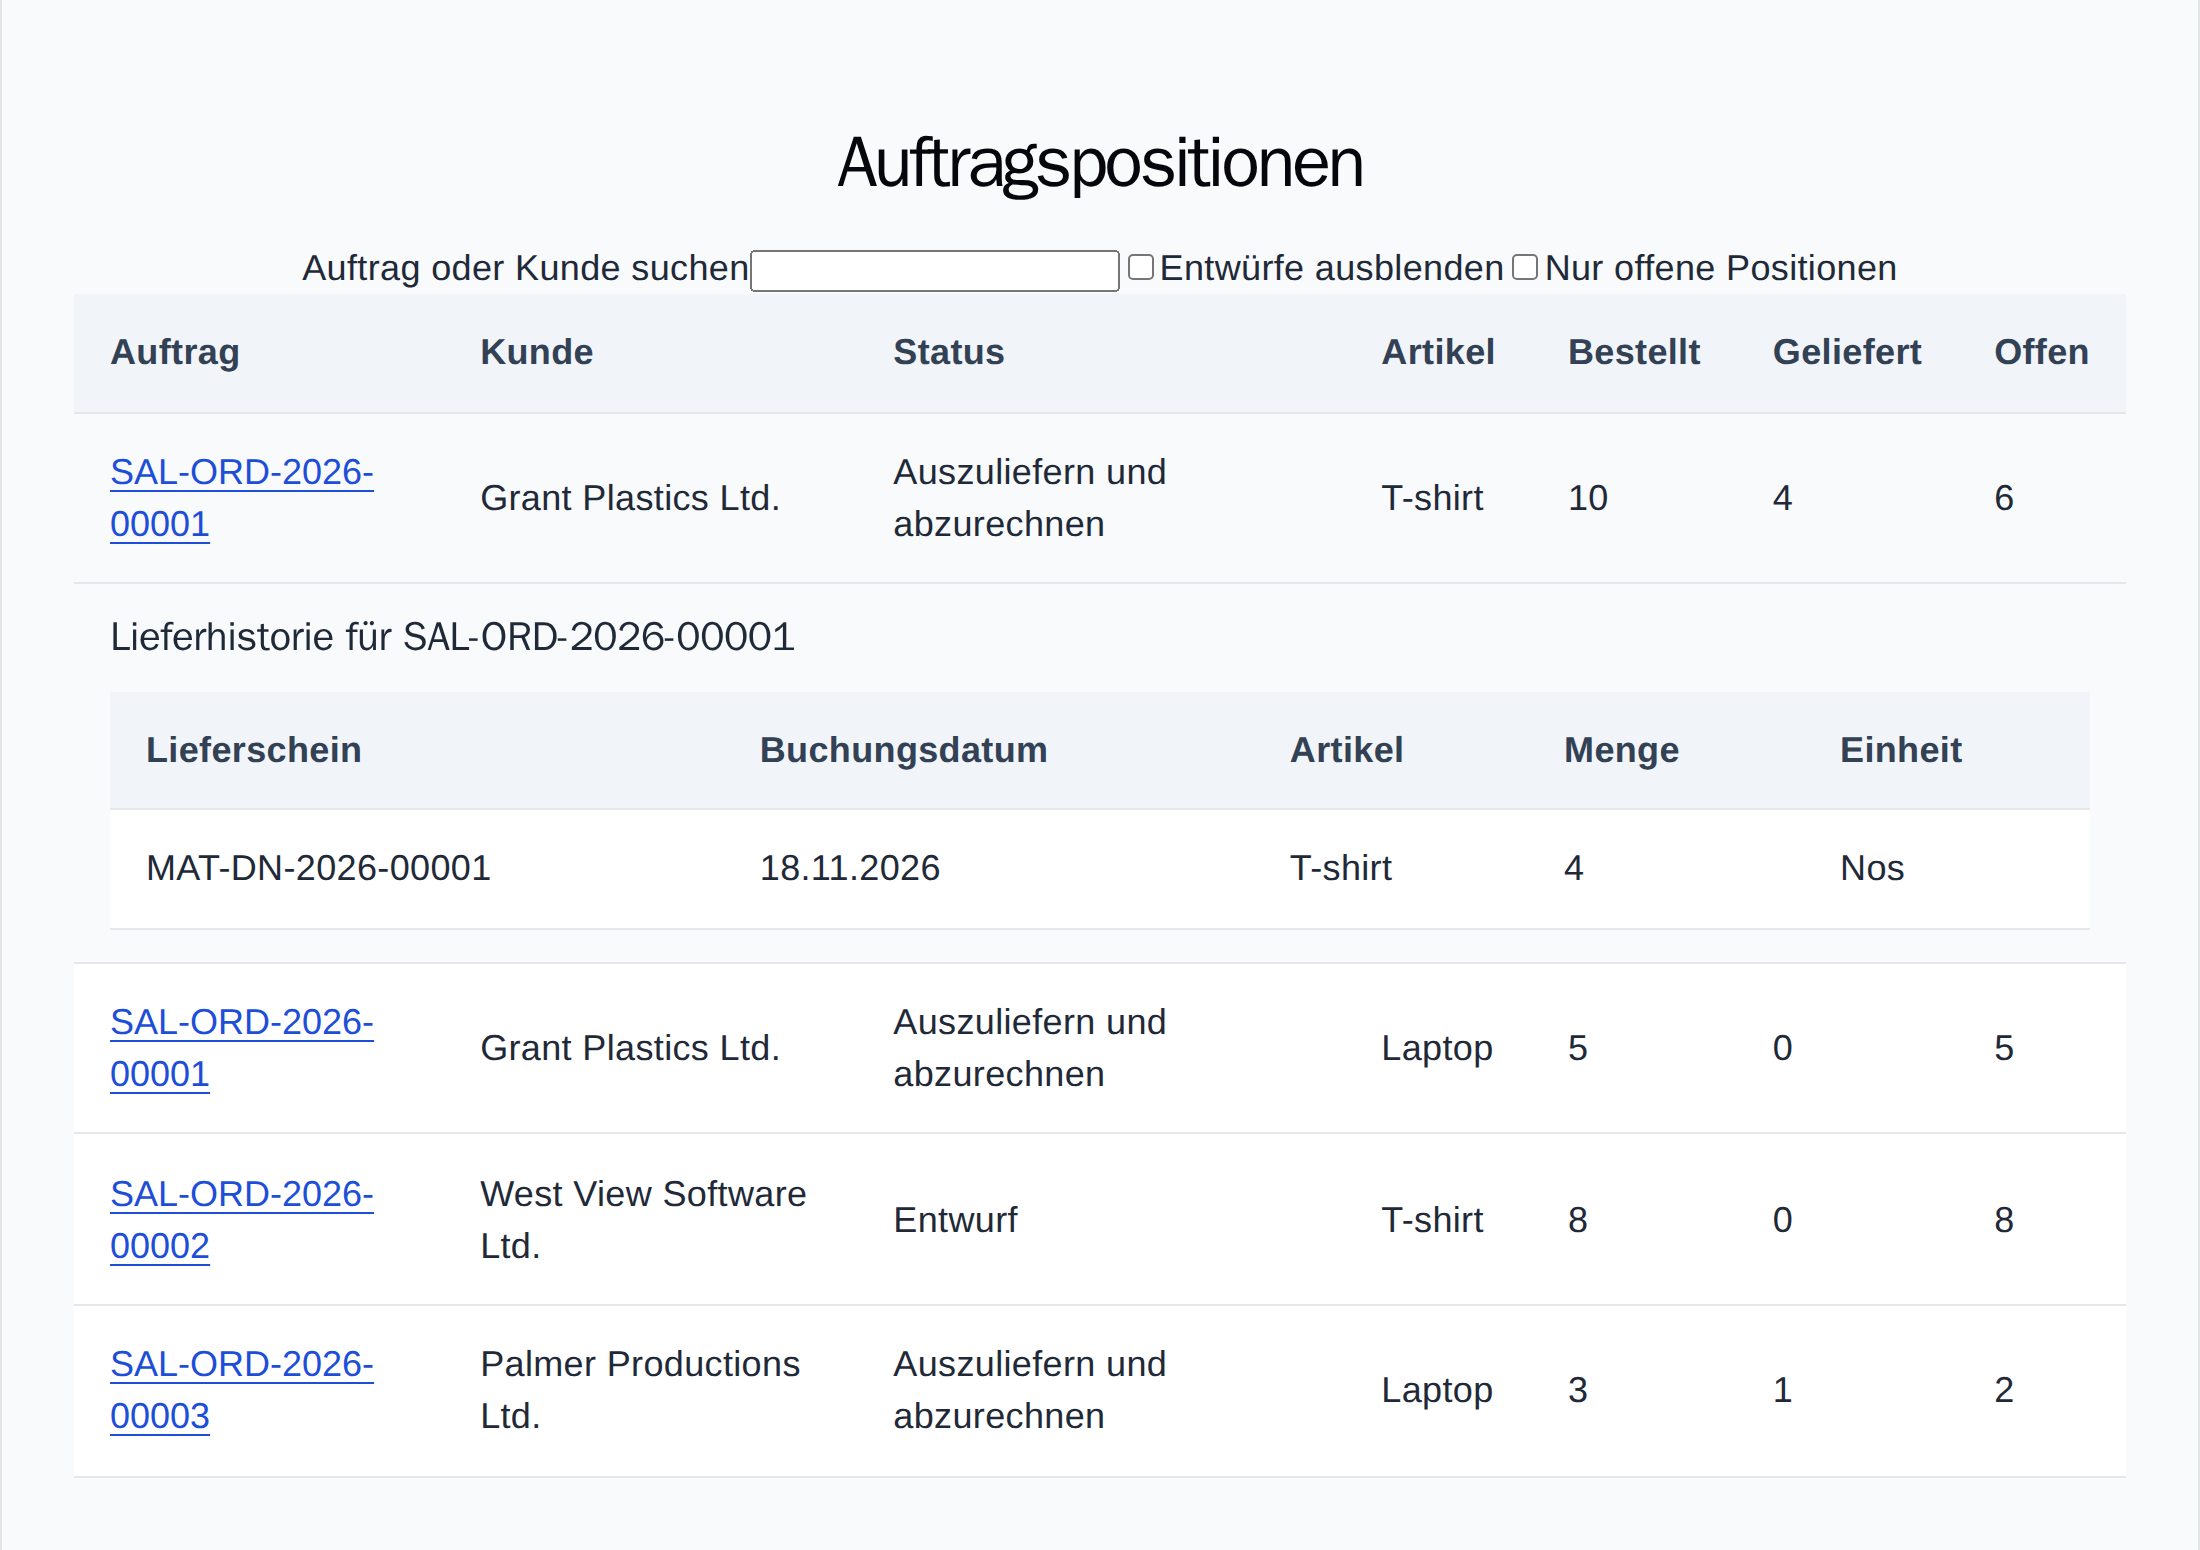 Auftragspositionen
Auftrag oder Kunde suchen Entwürfe ausblenden Nur offene Positionen
Auftrag Kunde Status Artikel Bestellt Geliefert Offen
SAL-ORD-2026-
00001
Grant Plastics Ltd.
Auszuliefern und
abzurechnen
T-shirt 10 4 6
Lieferhistorie für SAL-ORD-2026-00001
Lieferschein Buchungsdatum Artikel Menge Einheit
MAT-DN-2026-00001 18.11.2026 T-shirt 4 Nos
SAL-ORD-2026-
00001
Grant Plastics Ltd.
Auszuliefern und
abzurechnen
Laptop 5 0 5
SAL-ORD-2026-
00002
West View Software
Ltd.
Entwurf T-shirt 8 0 8
SAL-ORD-2026-
00003
Palmer Productions
Ltd.
Auszuliefern und
abzurechnen
Laptop 3 1 2